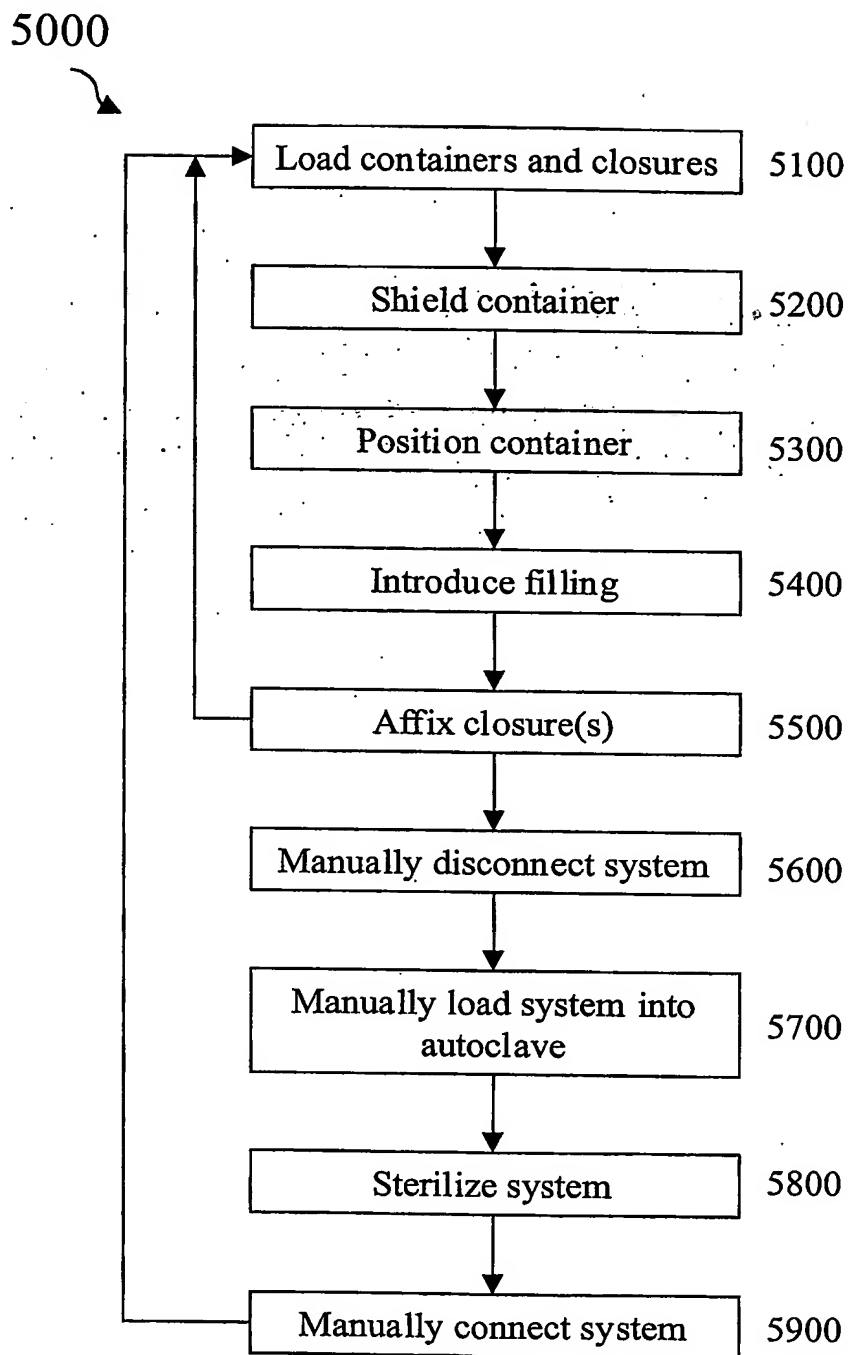 5000
Load containers and closures 5100
Shield container 5200
Position container 5300
Introduce filling 5400
Affix closure(s) 5500
Manually disconnect system 5600
Manually load system into
autoclave 5700
Sterilize system 5800
Manually connect system 5900